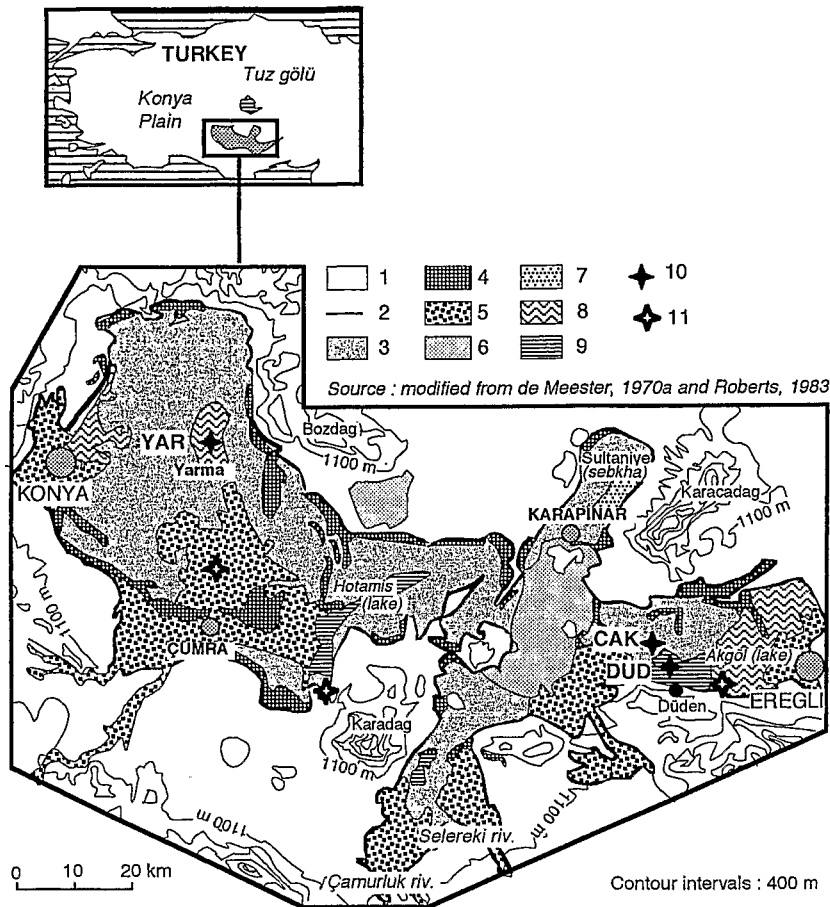 TURKEY
Tuz gölü
Konya
Plain
1
4
7
10
2
5
8
11
3
6
9
Source : modified from de Meester, 1970a and Roberts, 1983
Bozdag
1100 m
YAR
Yarma
KONYA
Sultaniye
(sebkha)
Karacadag
1100 m
KARAPINAR
Hotamis
(lake)
1100 m
ÇUMRA
CAK
DUD
Akgöl (lake)
Düden
EREGLI
Karadag
1100 m
1100 m
1100 m
Selereki riv.
Çamurluk riv.
0 10 20 km
Contour intervals : 400 m